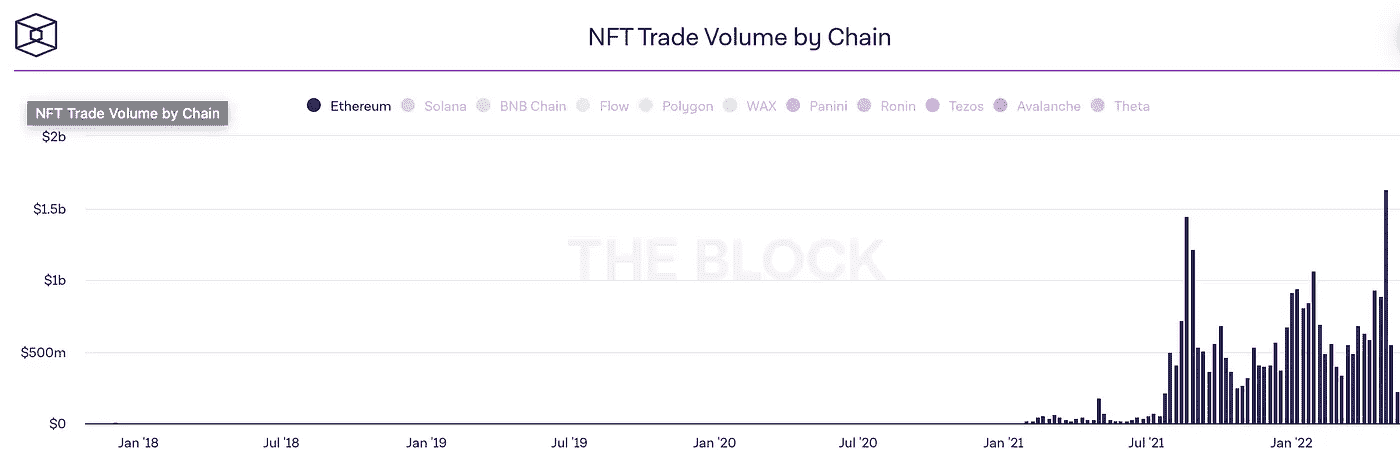 NFT Trade Volume by Chain
Ethereum Solana BNB Chain Flow Polygon WAX Panini Ronin Tezos Avalanche Theta
NFT Trade Volume by Chain
$2b
$1.5b
THE BLOCK
$1b
$500m
$0
Jan '18 Jul '18 Jan '19 Jul '19 Jan '20 Jul '20 Jan '21 Jul '21 Jan '22